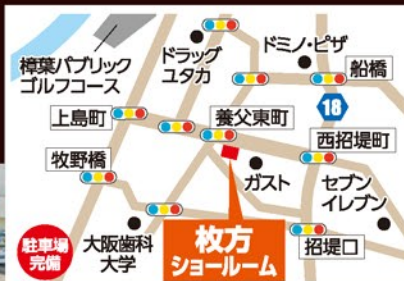 樟葉パブリック
ゴルフコース
ドラッグ
ユタカ
ドミノ・ピザ
船橋
18
上島町
養父東町
西招堤町
牧野橋
ガスト
セブン
イレブン
駐車場
完備
大阪歯科
大学
枚方
ショールーム
招堤口